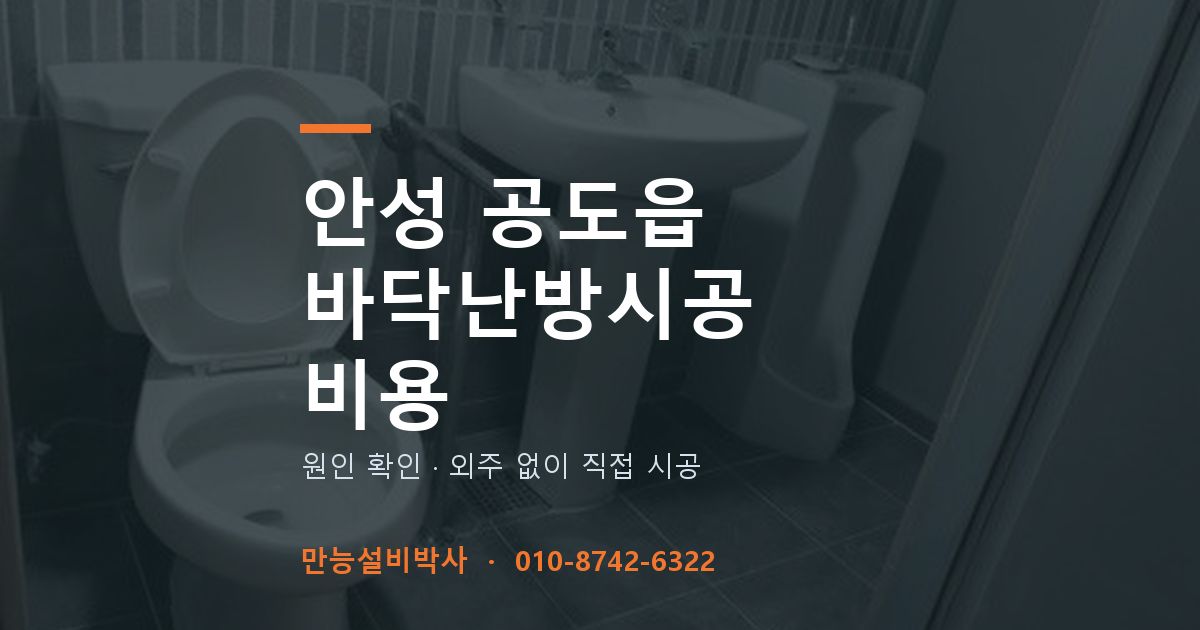 안성 공도읍
바닥난방시공
비용
원인 확인 · 외주 없이 직접 시공
만능설비박사 · 010-8742-6322